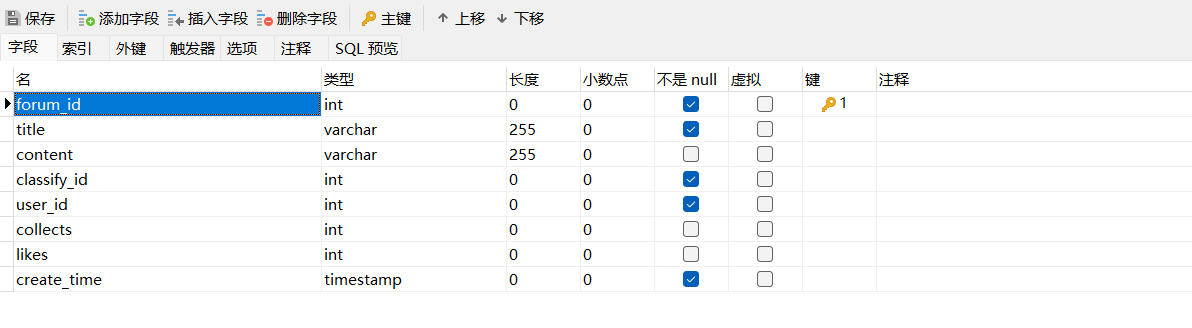 保存 添加字段 插入字段 删除字段 主键 上移 下移
字段 索引 外键 触发器 选项 注释 SQL 预览
名 类型 长度 小数点 不是 null 虚拟 键 注释
forum_id int 0 0 1
title varchar 255 0
content varchar 255 0
classify_id int 0 0
user_id int 0 0
collects int 0 0
likes int 0 0
create_time timestamp 0 0